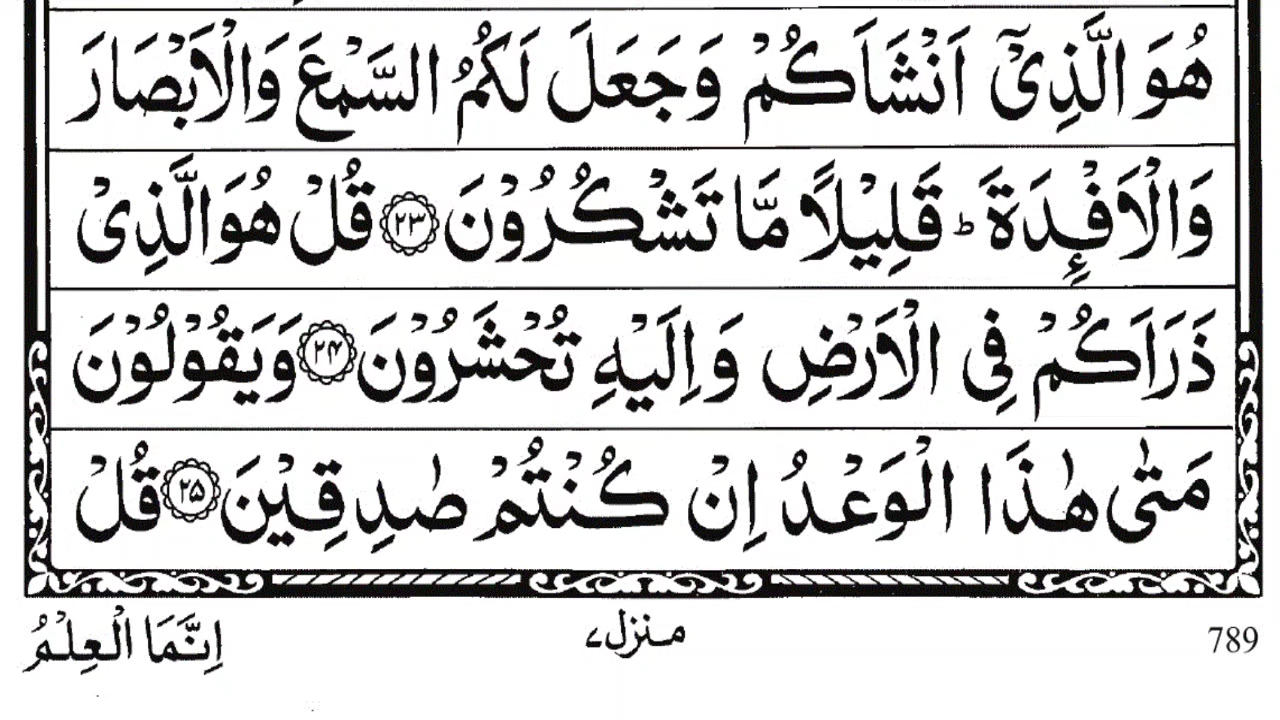 هُوَ الَّذِیْۤ اَنْشَاَكُمْ وَجَعَلَ لَكُمُ السَّمْعَ وَالْاَبْصَارَ
وَالْاَفْـِٕدَةَ ؕ قَلِیْلًا مَّا تَشْكُرُوْنَ ﴿۲۳﴾ قُلْ هُوَ الَّذِیْ
ذَرَاَكُمْ فِی الْاَرْضِ وَاِلَیْهِ تُحْشَرُوْنَ ﴿۲۴﴾ وَیَقُوْلُوْنَ
مَتٰی هٰذَا الْوَعْدُ اِنْ كُنْتُمْ صٰدِقِیْنَ ﴿۲۵﴾ قُلْ
اِنَّمَا الْعِلْمُ منزل۷ 789